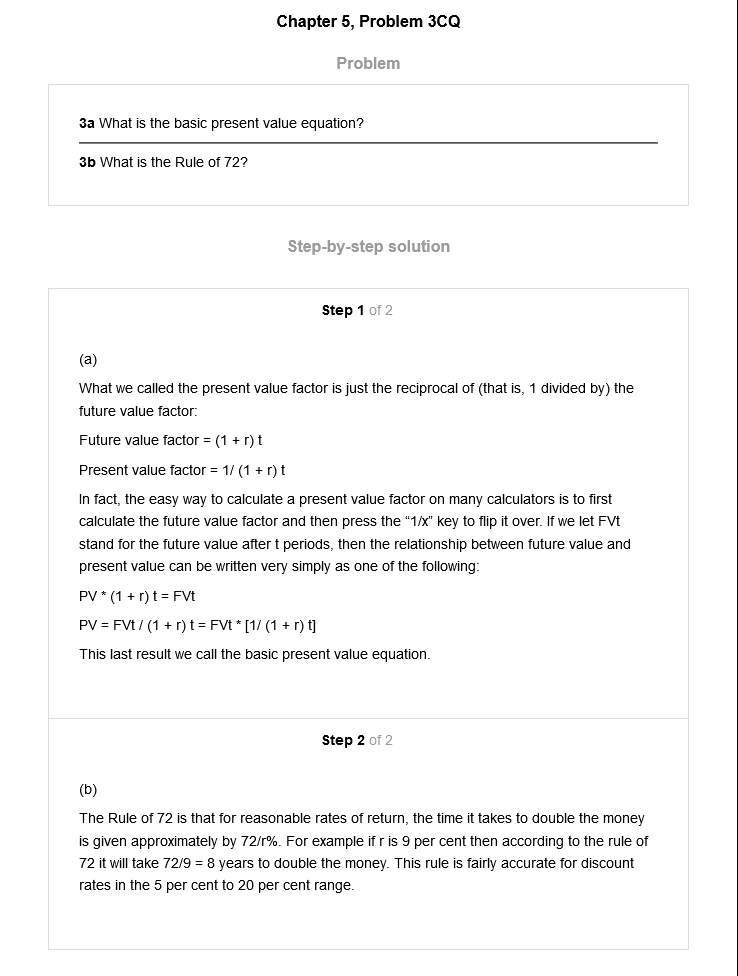 Chapter 5, Problem 3CQ
Problem
3a What is the basic present value equation?
3b What is the Rule of 72?
Step-by-step solution
Step 1 of 2
(a)
What we called the present value factor is just the reciprocal of (that is, 1 divided by) the
future value factor:
Future value factor = (1 + r) t
Present value factor = 1/ (1 + r) t
In fact, the easy way to calculate a present value factor on many calculators is to first
calculate the future value factor and then press the “1/x” key to flip it over. If we let FVt
stand for the future value after t periods, then the relationship between future value and
present value can be written very simply as one of the following:
PV * (1 + r) t = FVt
PV = FVt / (1 + r) t = FVt * [1/ (1 + r) t]
This last result we call the basic present value equation.
Step 2 of 2
(b)
The Rule of 72 is that for reasonable rates of return, the time it takes to double the money
is given approximately by 72/r%. For example if r is 9 per cent then according to the rule of
72 it will take 72/9 = 8 years to double the money. This rule is fairly accurate for discount
rates in the 5 per cent to 20 per cent range.